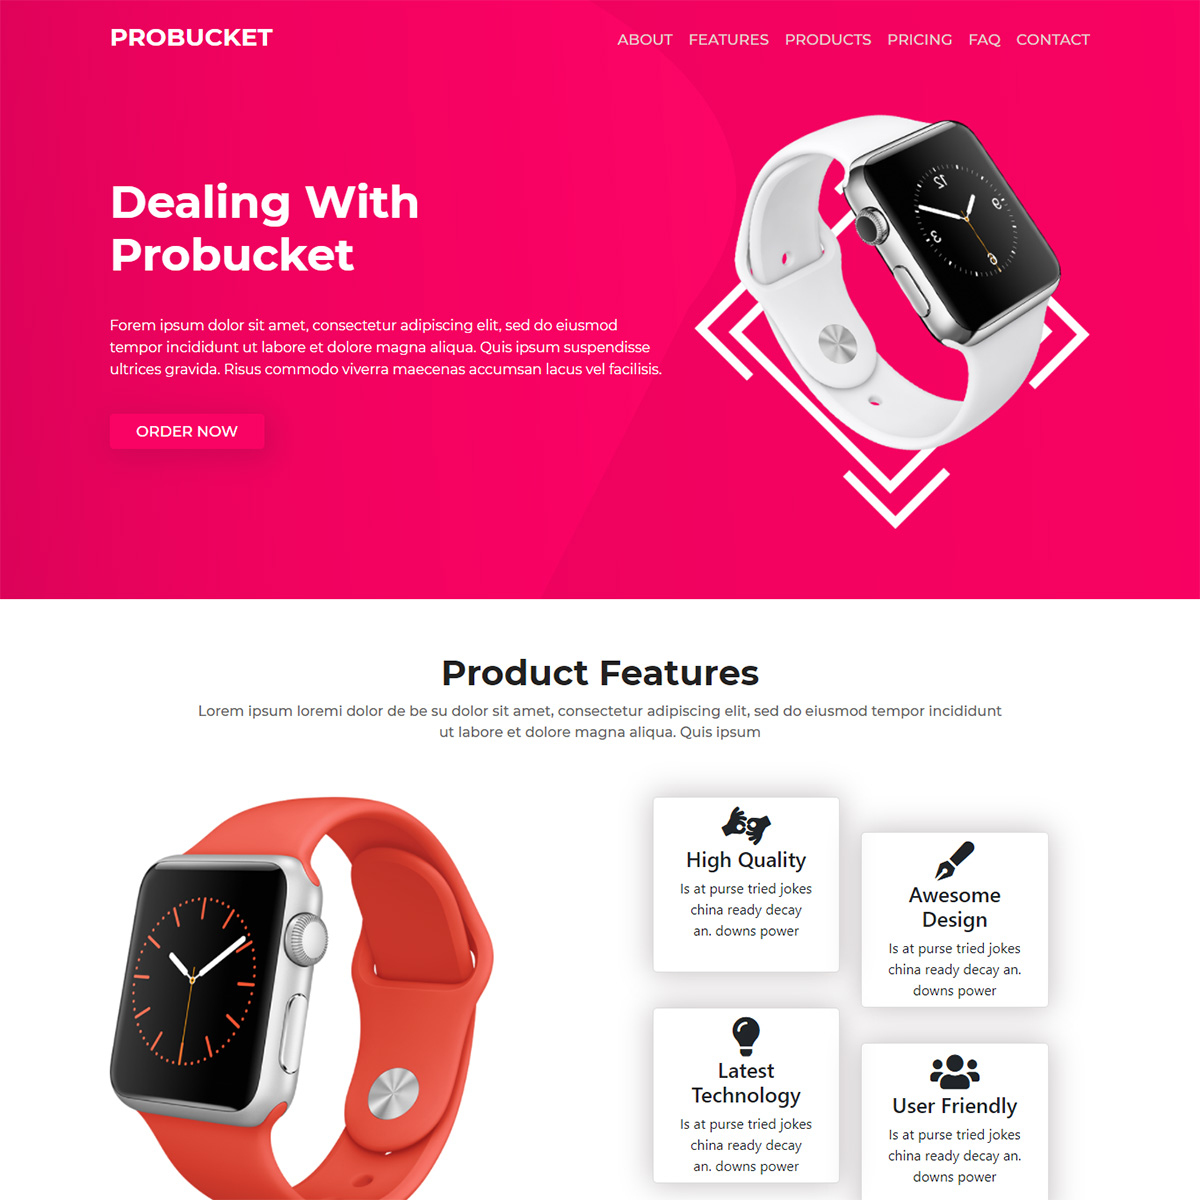 PROBUCKET
ABOUT FEATURES PRODUCTS PRICING FAQ CONTACT
Dealing With
Probucket
Forem ipsum dolor sit amet, consectetur adipiscing elit, sed do eiusmod
tempor incididunt ut labore et dolore magna aliqua. Quis ipsum suspendisse
ultrices gravida. Risus commodo viverra maecenas accumsan lacus vel facilisis.
ORDER NOW
12
9
3
6
Product Features
Lorem ipsum loremi dolor de be su dolor sit amet, consectetur adipiscing elit, sed do eiusmod tempor incididunt
ut labore et dolore magna aliqua. Quis ipsum
High Quality
Is at purse tried jokes
china ready decay
an. downs power
Awesome
Design
Is at purse tried jokes
china ready decay an.
downs power
Latest
Technology
Is at purse tried jokes
china ready decay
an. downs power
User Friendly
Is at purse tried jokes
china ready decay an.
downs power